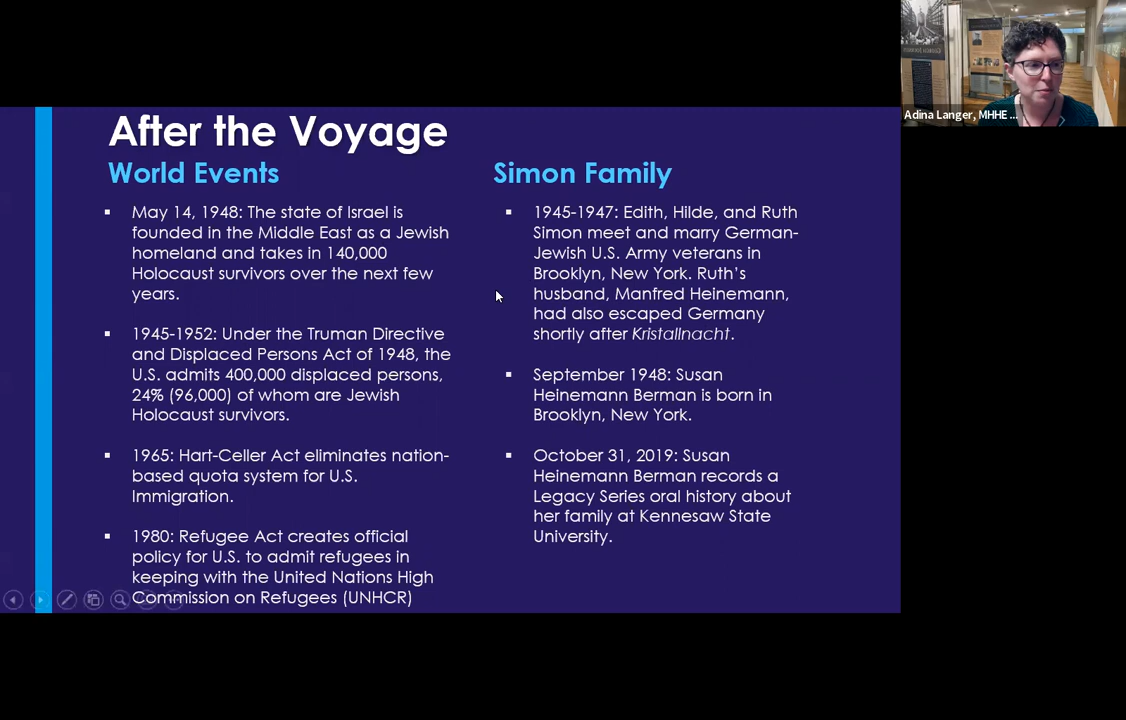 Adina Langer, MHHE ...
After the Voyage
World Events
May 14, 1948: The state of Israel is
founded in the Middle East as a Jewish
homeland and takes in 140,000
Holocaust survivors over the next few
years.
1945-1952: Under the Truman Directive
and Displaced Persons Act of 1948, the
U.S. admits 400,000 displaced persons,
24% (96,000) of whom are Jewish
Holocaust survivors.
1965: Hart-Celler Act eliminates nation-
based quota system for U.S.
Immigration.
1980: Refugee Act creates official
policy for U.S. to admit refugees in
keeping with the United Nations High
Commission on Refugees (UNHCR)
Simon Family
1945-1947: Edith, Hilde, and Ruth
Simon meet and marry German-
Jewish U.S. Army veterans in
Brooklyn, New York. Ruth's
husband, Manfred Heinemann,
had also escaped Germany
shortly after Kristallnacht.
September 1948: Susan
Heinemann Berman is born in
Brooklyn, New York.
October 31, 2019: Susan
Heinemann Berman records a
Legacy Series oral history about
her family at Kennesaw State
University.